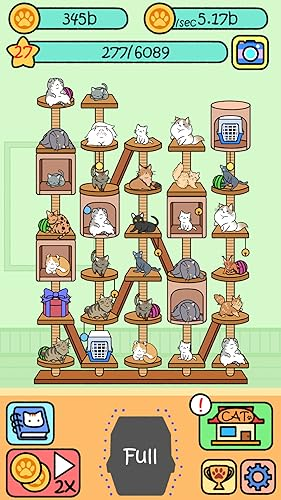 345b
/sec 5.17b
27
277/6089
!
CAT
Full
2X